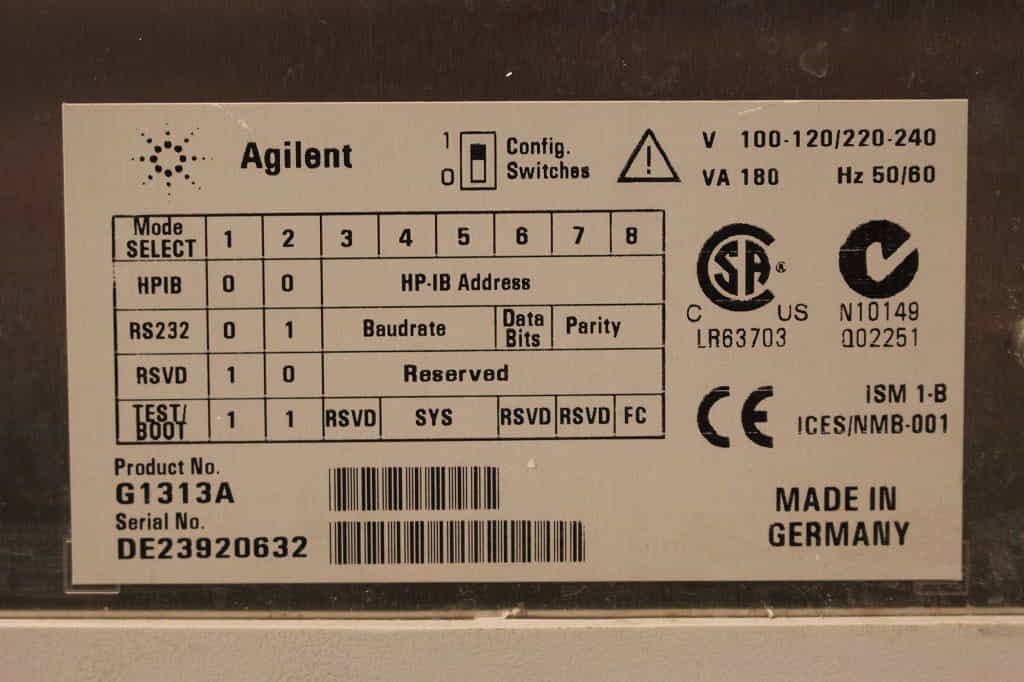 Agilent
1
0
Config.
Switches
V 100-120/220-240
VA 180 Hz 50/60
Mode SELECT 1 2 3 4 5 6 7 8
HPIB 0 0 HP-IB Address
RS232 0 1 Baudrate Data Bits Parity
RSVD 1 0 Reserved
TEST/BOOT 1 1 RSVD SYS RSVD RSVD FC
SA ®
C US
LR63703
N10149
Q02251
CE
ISM 1-B
ICES/NMB-001
Product No.
G1313A
Serial No.
DE23920632
MADE IN
GERMANY